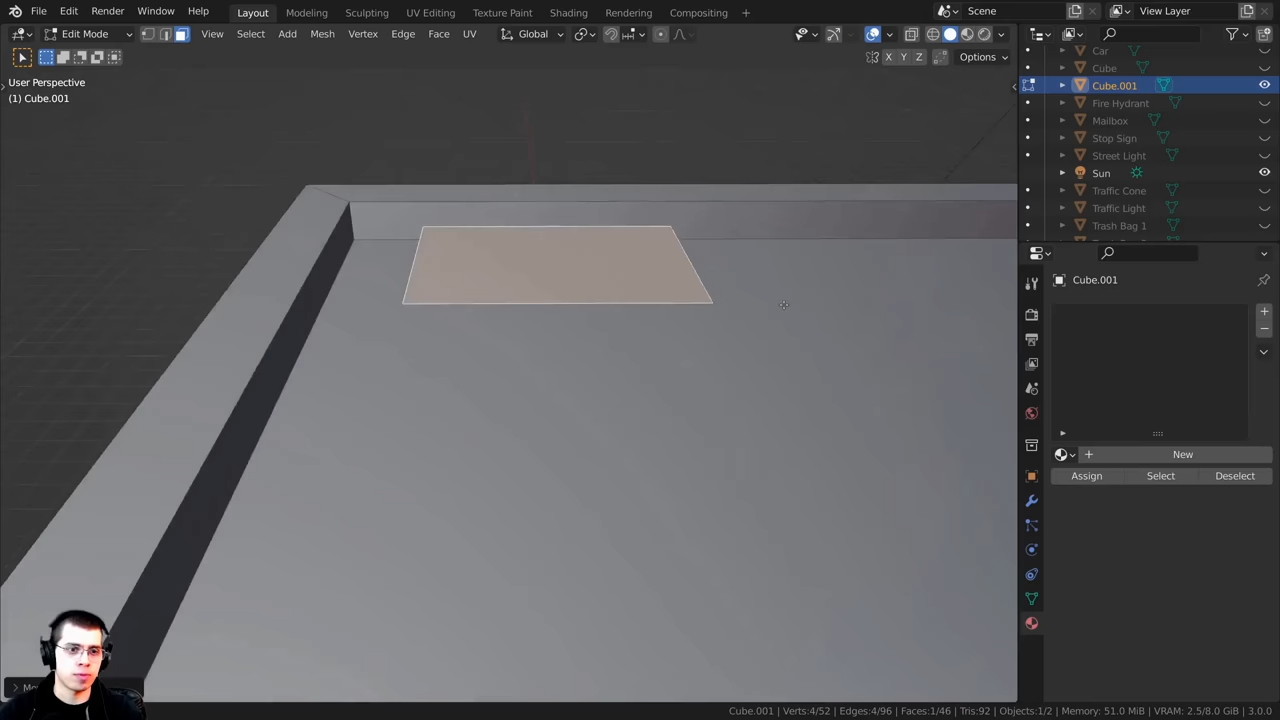 File Edit Render Window Help Layout Modeling Sculpting UV Editing Texture Paint Shading Rendering Compositing + Scene View Layer
Edit Mode View Select Add Mesh Vertex Edge Face UV Global
X Y Z Options
User Perspective
(1) Cube.001
Car
Cube
Cube.001
Fire Hydrant
Mailbox
Stop Sign
Street Light
Sun
Traffic Cone
Traffic Light
Trash Bag 1
Cube.001
New
Assign Select Deselect
Cube.001 | Verts:4/52 | Edges:4/96 | Faces:1/46 | Tris:92 | Objects:1/2 | Memory: 51.0 MiB | VRAM: 2.5/8.0 GiB | 3.0.0